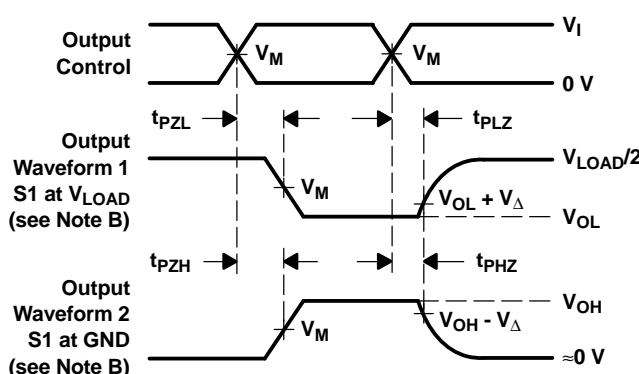 Output
Control
V_I
V_M
V_M
0 V
t_PZL
t_PLZ
Output
Waveform 1
S1 at V_LOAD
(see Note B)
V_LOAD/2
V_M
V_OL + V_Δ
V_OL
t_PZH
t_PHZ
Output
Waveform 2
S1 at GND
(see Note B)
V_OH
V_M
V_OH - V_Δ
≈0 V